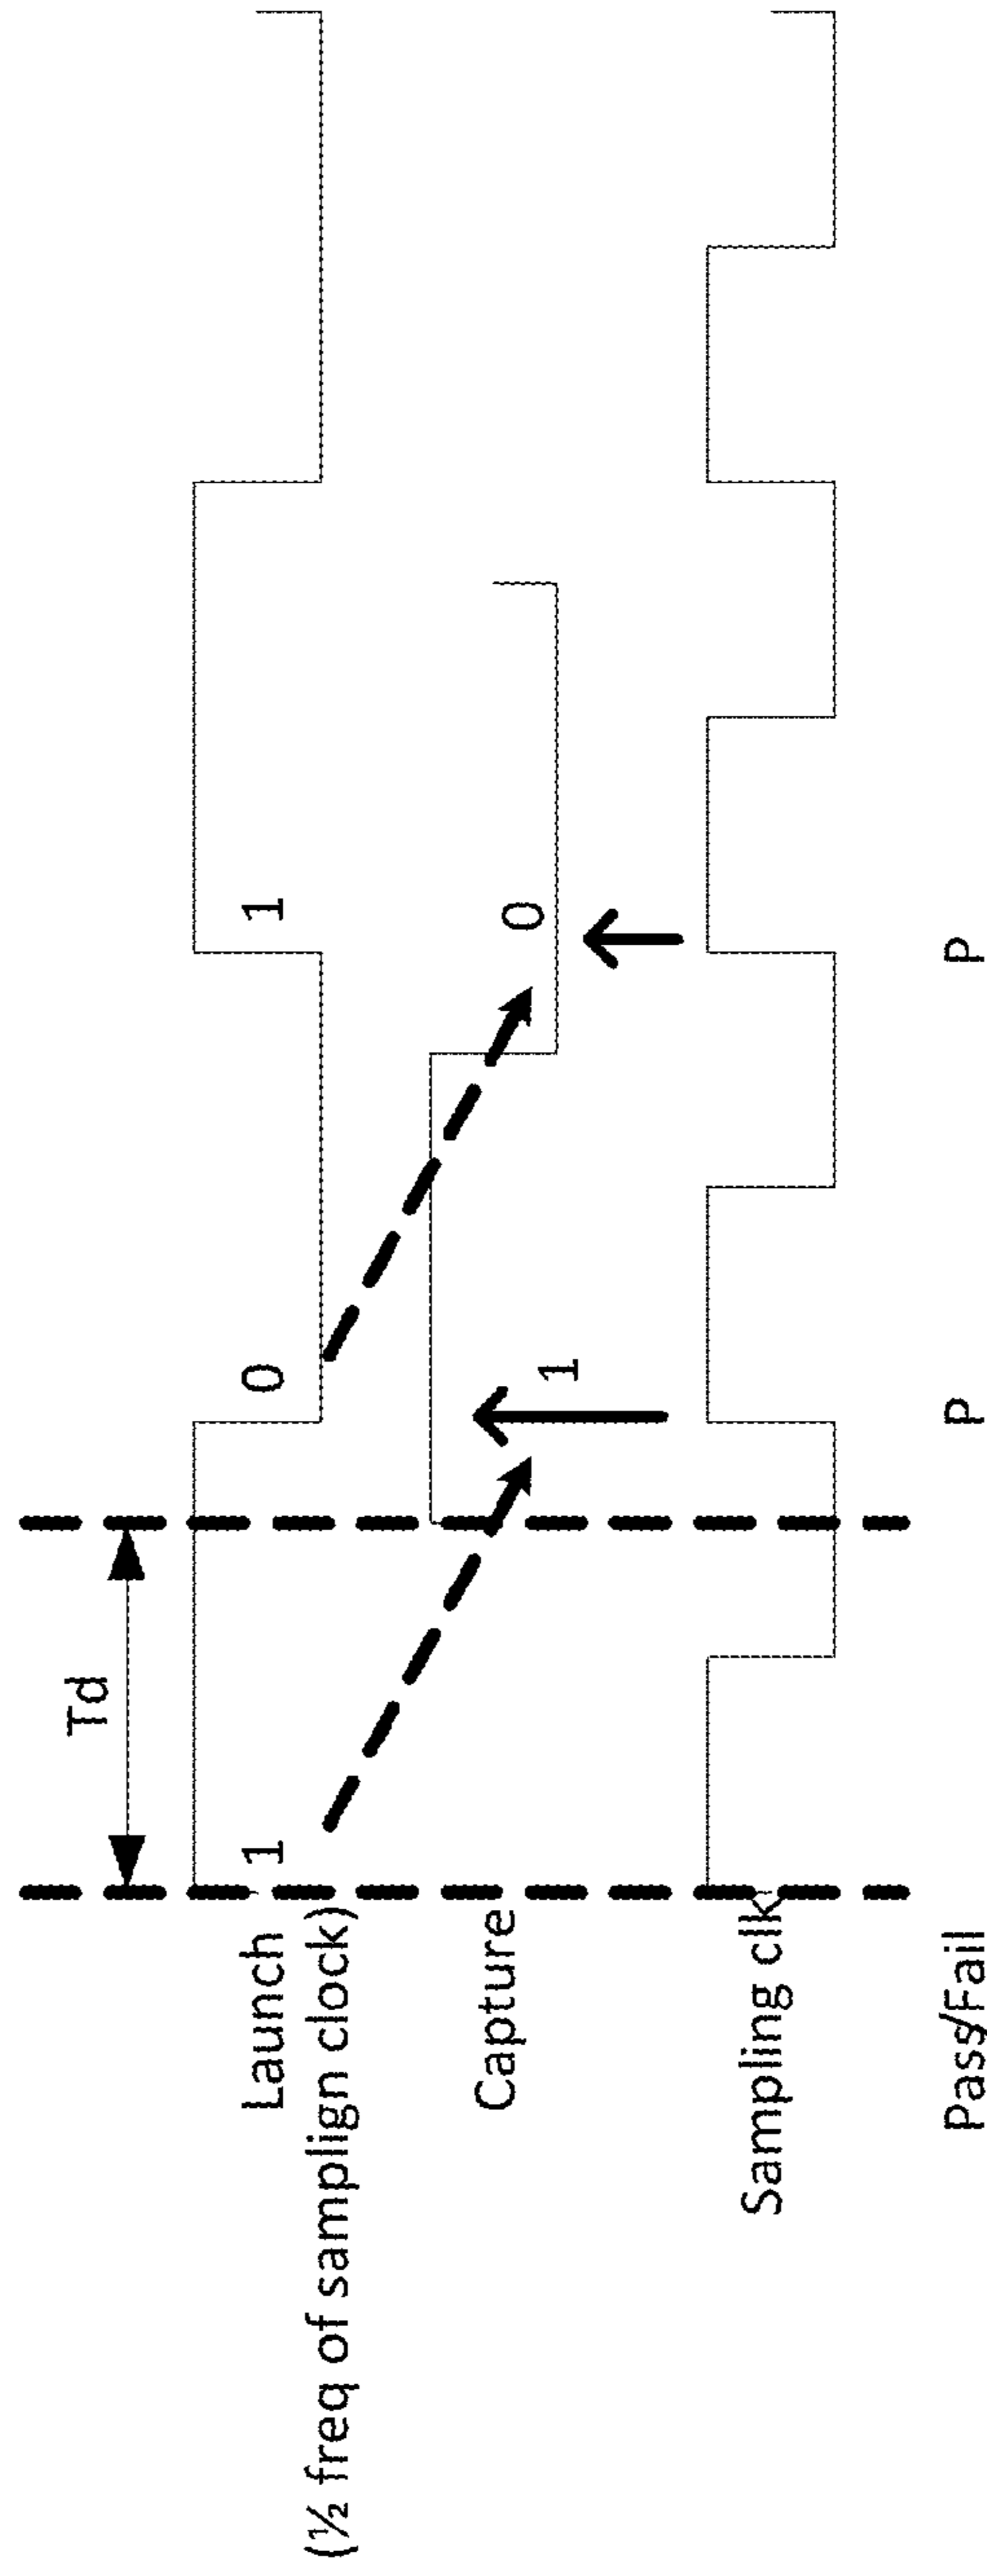 Td
Launch 1 0 1
(½ freq of samplign clock)
Capture 1 0
Sampling clk
Pass/Fail P P